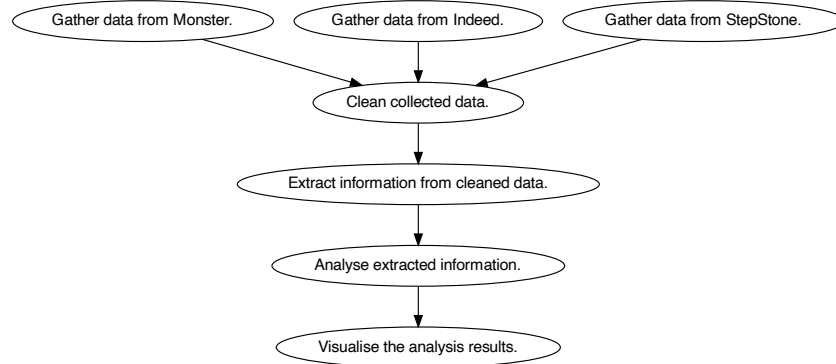 Gather data from Monster.
Gather data from Indeed.
Gather data from StepStone.
Clean collected data.
Extract information from cleaned data.
Analyse extracted information.
Visualise the analysis results.